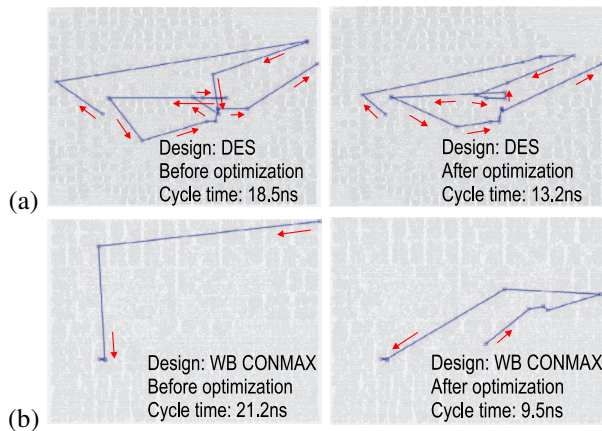 (a)
Design: DES
Before optimization
Cycle time: 18.5ns
Design: DES
After optimization
Cycle time: 13.2ns
(b)
Design: WB CONMAX
Before optimization
Cycle time: 21.2ns
Design: WB CONMAX
After optimization
Cycle time: 9.5ns